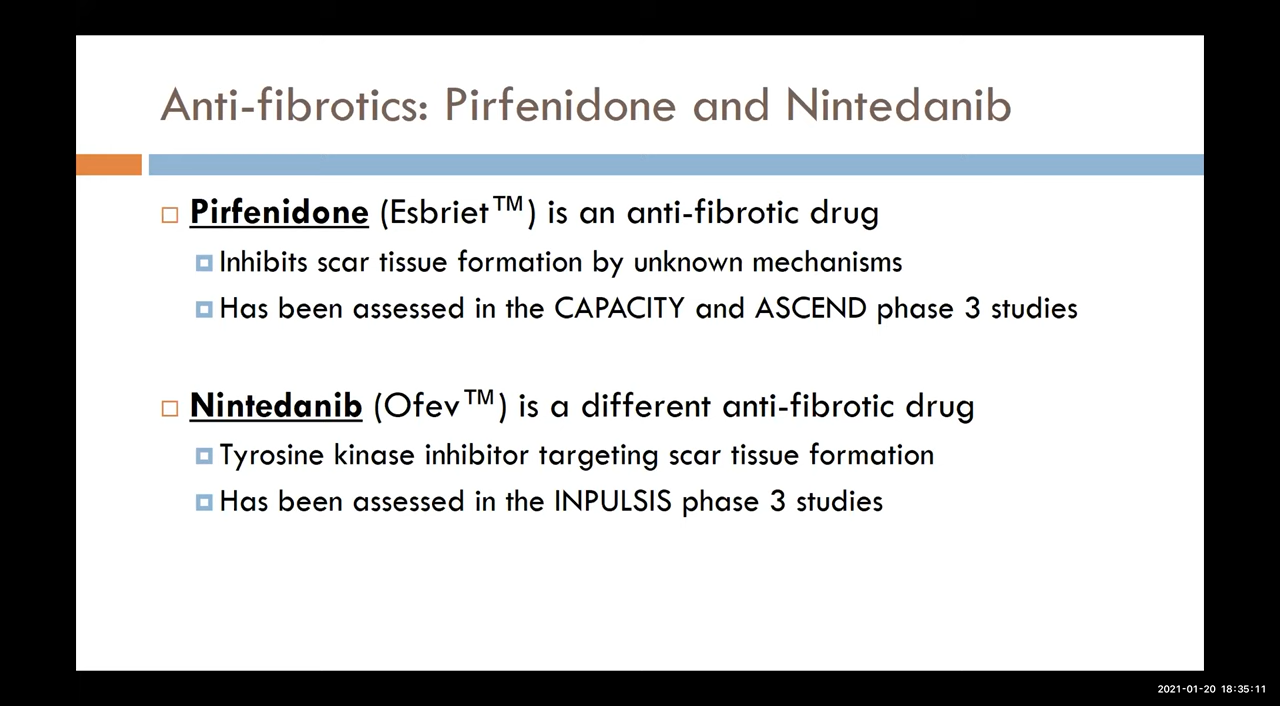 Anti-fibrotics: Pirfenidone and Nintedanib
Pirfenidone (Esbriet™) is an anti-fibrotic drug
Inhibits scar tissue formation by unknown mechanisms
Has been assessed in the CAPACITY and ASCEND phase 3 studies
Nintedanib (Ofev™) is a different anti-fibrotic drug
Tyrosine kinase inhibitor targeting scar tissue formation
Has been assessed in the INPULSIS phase 3 studies
2021-01-20 18:35:11